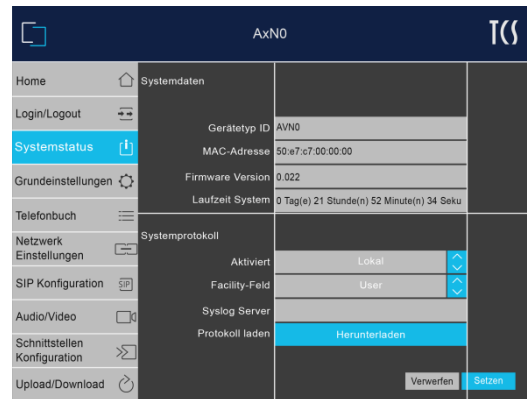 AxN0
TCS
Home
Login/Logout
Systemstatus
Grundeinstellungen
Telefonbuch
Netzwerk
Einstellungen
SIP Konfiguration
SIP
Audio/Video
Schnittstellen
Konfiguration
Upload/Download
Systemdaten
Gerätetyp ID AVN0
MAC-Adresse 50:e7:c7:00:00:00
Firmware Version 0.022
Laufzeit System 0 Tag(e) 21 Stunde(n) 52 Minute(n) 34 Seku
Systemprotokoll
Aktiviert Lokal
Facility-Feld User
Syslog Server
Protokoll laden Herunterladen
Verwerfen Setzen